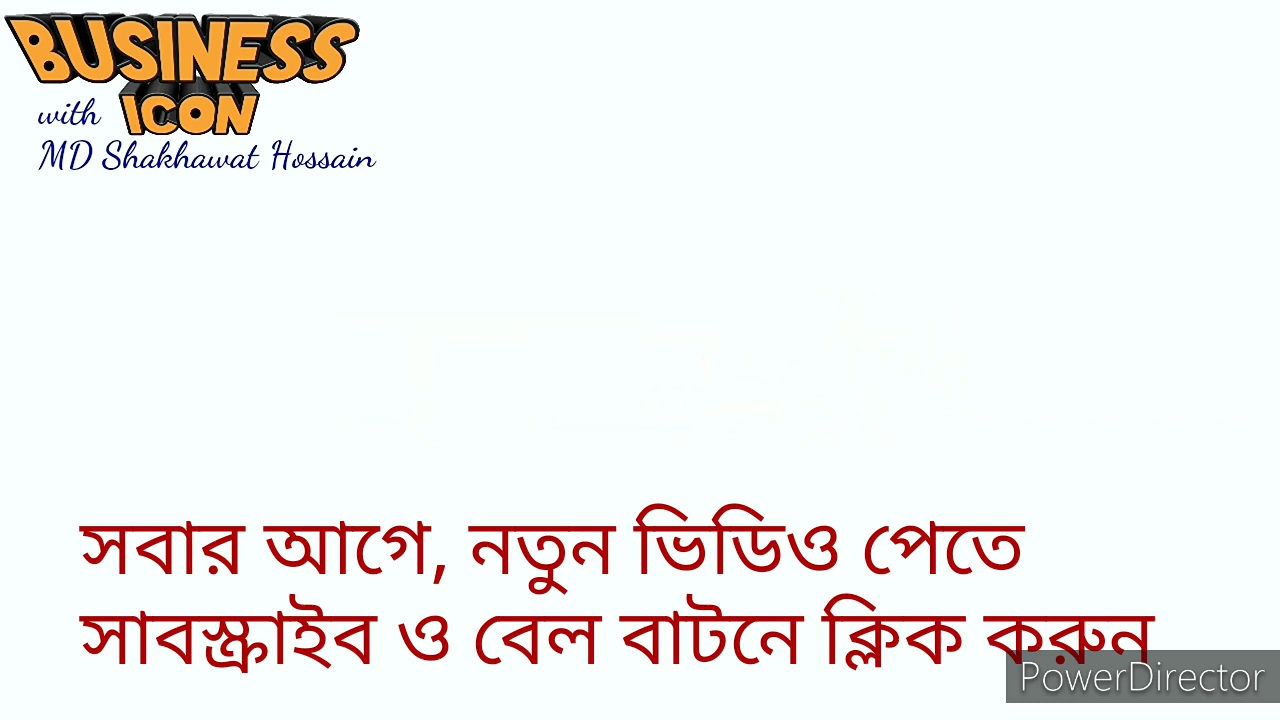 BUSINESS
ICON
with
MD Shakhawat Hossain
সবার আগে, নতুন ভিডিও পেতে
সাবস্ক্রাইব ও বেল বাটনে ক্লিক করুন
PowerDirector